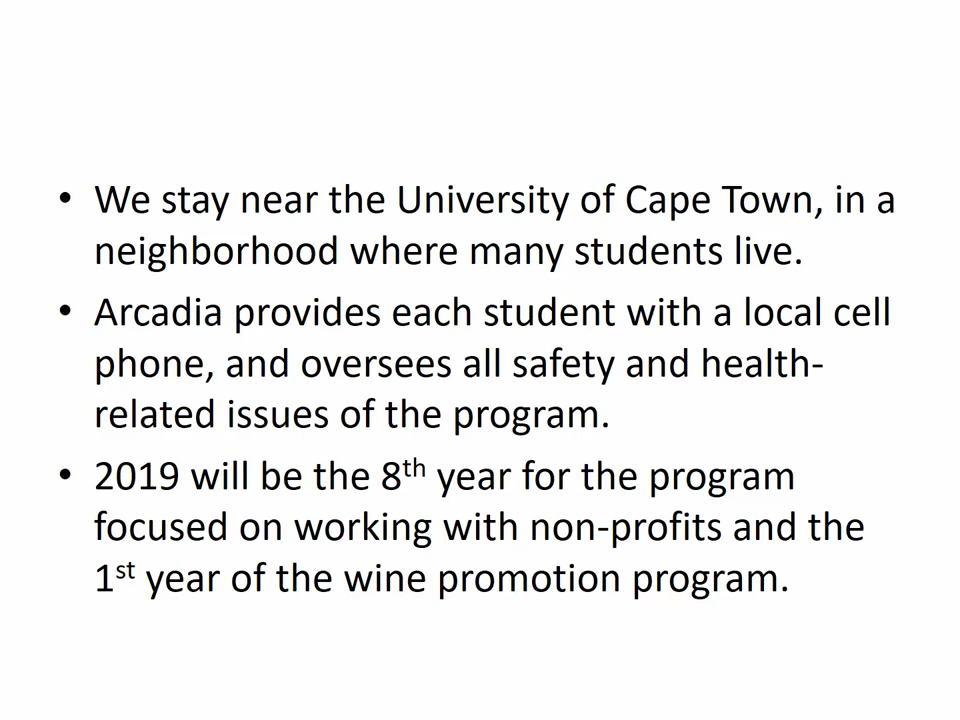 • We stay near the University of Cape Town, in a
neighborhood where many students live.
• Arcadia provides each student with a local cell
phone, and oversees all safety and health-
related issues of the program.
• 2019 will be the 8th year for the program
focused on working with non-profits and the
1st year of the wine promotion program.